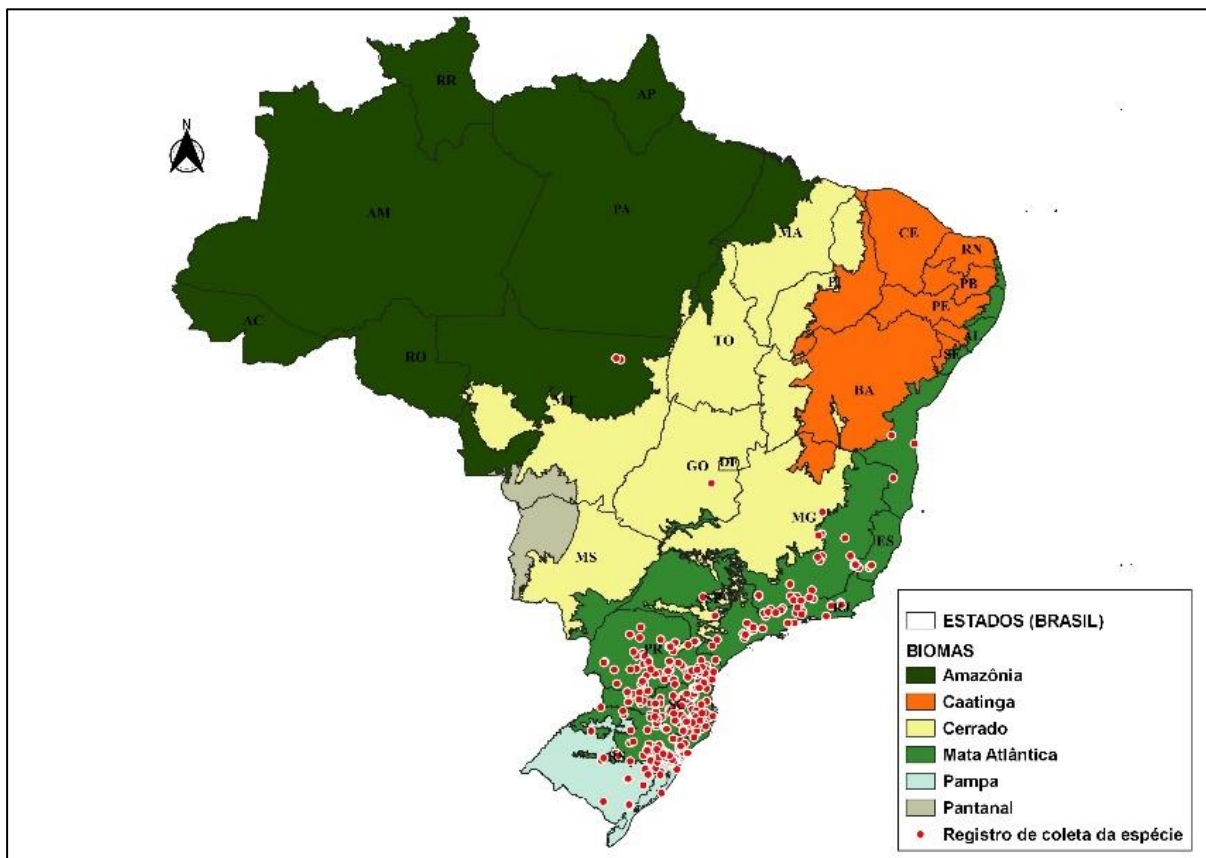 RR
AP
N
AM
PA
MA
CE
RN
PB
PE
AC
RO
TO
AL
SE
BA
MT
GO
DF
MG
ES
MS
RJ
PR
SC
RS
ESTADOS (BRASIL)
BIOMAS
Amazônia
Caatinga
Cerrado
Mata Atlântica
Pampa
Pantanal
Registro de coleta da espécie